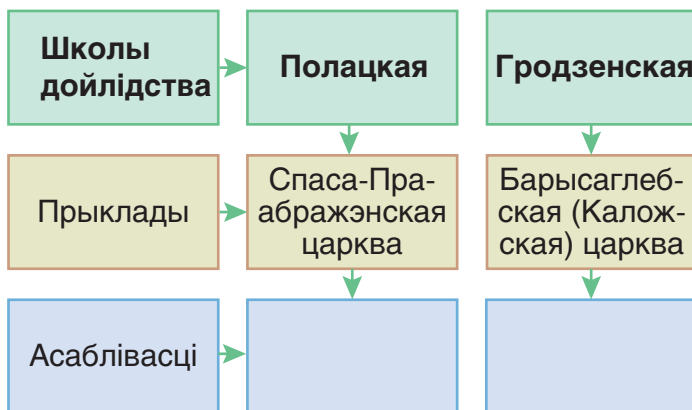 Школы
дойлідства
Полацкая
Гродзенская
Прыклады
Спаса-Пра-
абражэнская
царква
Барысаглеб-
ская (Калож-
ская) царква
Асаблівасці